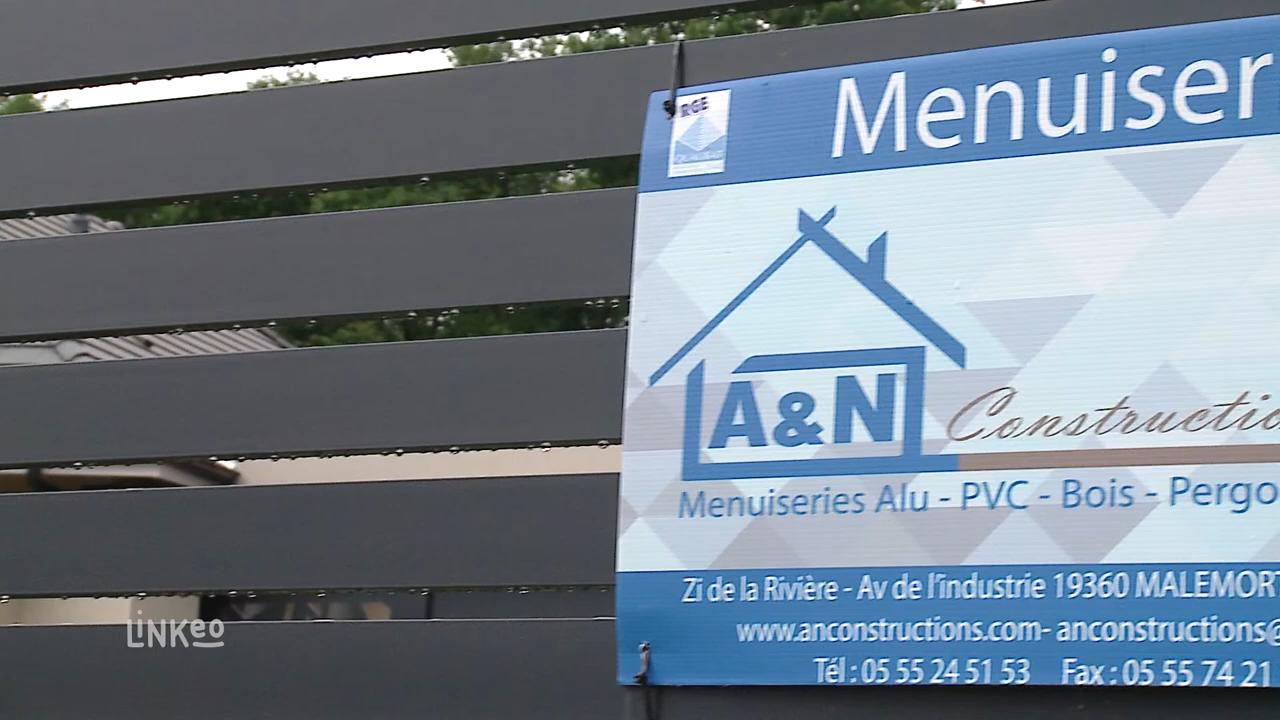 RGE
Menuiser
A&N
Constructio
Menuiseries Alu - PVC - Bois - Pergo
Zi de la Rivière - Av de l'industrie 19360 MALEMORT
www.anconstructions.com- anconstructions@
Tél : 05 55 24 51 53 Fax : 05 55 74 21
LINKeo